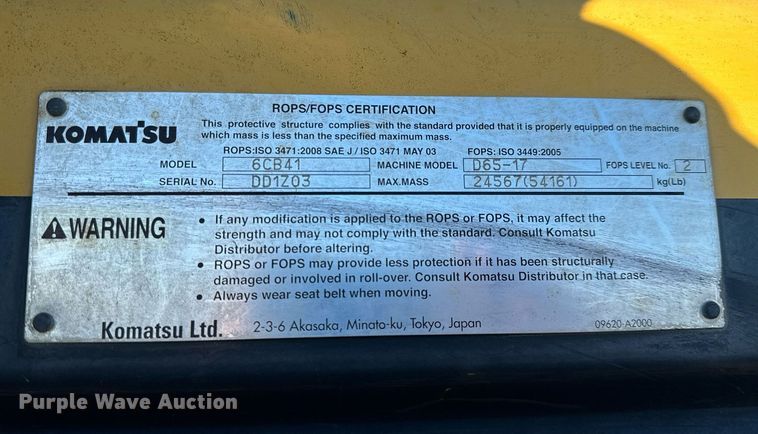 ROPS/FOPS CERTIFICATION
KOMATSU
This protective structure complies with the standard provided that it is properly equipped on the machine
which mass is less than the specified maximum mass.
ROPS:ISO 3471:2008 SAE J / ISO 3471 MAY 03 FOPS: ISO 3449:2005
MODEL 6CB41 MACHINE MODEL D65-17 FOPS LEVEL No. 2
SERIAL No. DD1Z03 MAX.MASS 24567(54161) kg(Lb)
WARNING
• If any modification is applied to the ROPS or FOPS, it may affect the
strength and may not comply with the standard. Consult Komatsu
Distributor before altering.
• ROPS or FOPS may provide less protection if it has been structurally
damaged or involved in roll-over. Consult Komatsu Distributor in that case.
• Always wear seat belt when moving.
Komatsu Ltd. 2-3-6 Akasaka, Minato-ku, Tokyo, Japan 09620-A2000
Purple Wave Auction